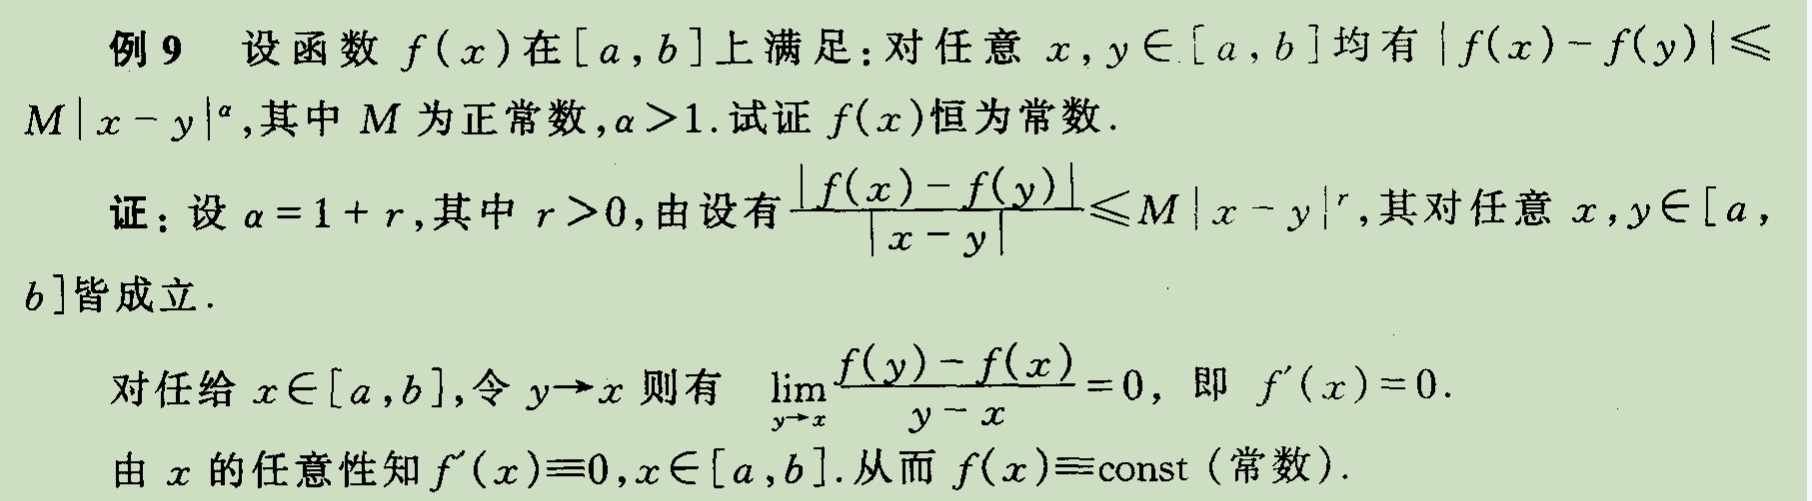 例 9 设函数 f(x)在[a,b]上满足:对任意 x,y∈[a,b]均有|f(x)-f(y)|≤
M|x-y|^α,其中 M 为正常数,α>1.试证 f(x)恒为常数.
证:设 α=1+r,其中 r>0,由设有 |f(x)-f(y)|/|x-y| ≤M|x-y|^r,其对任意 x,y∈[a,
b]皆成立.
对任给 x∈[a,b],令 y→x 则有 lim_{y→x} (f(y)-f(x))/(y-x) =0, 即 f′(x)=0.
由 x 的任意性知 f′(x)≡0,x∈[a,b].从而 f(x)≡const (常数).